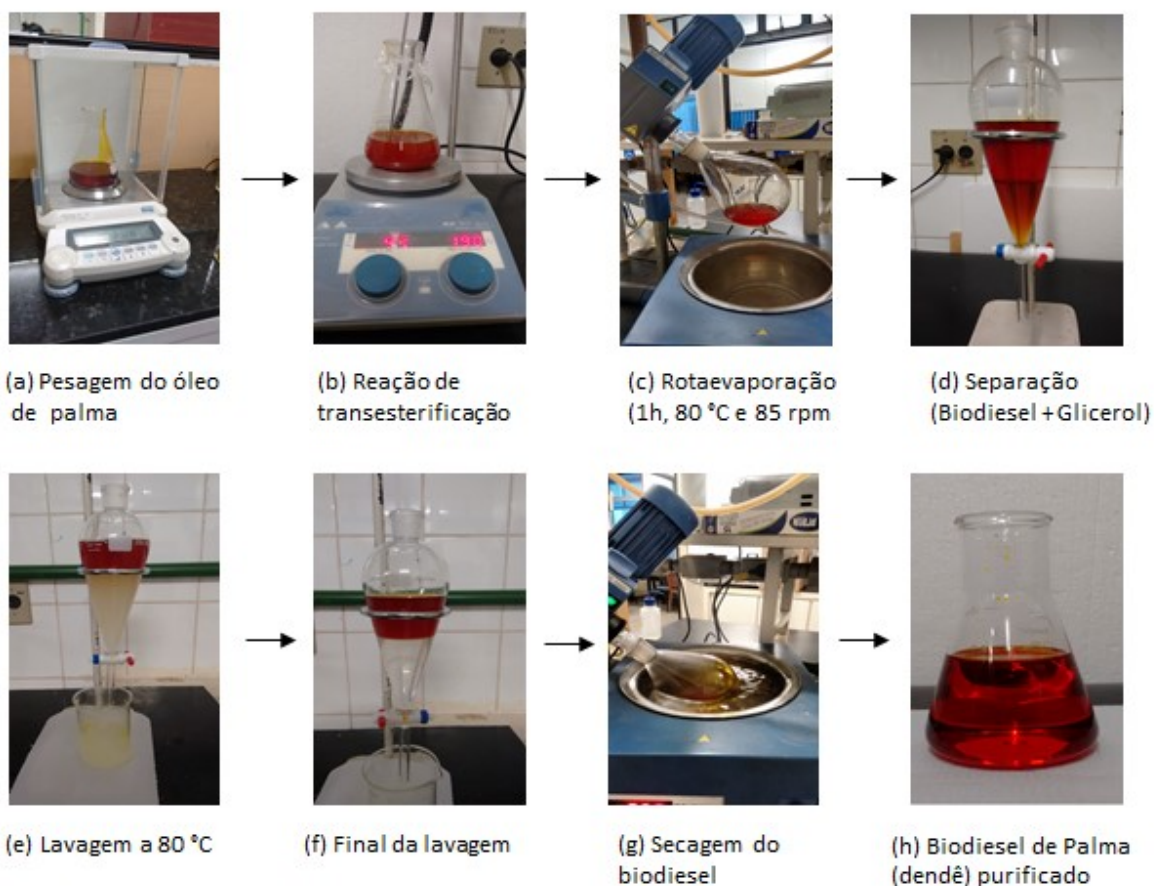 (a) Pesagem do óleo
de palma
(b) Reação de
transesterificação
(c) Rotaevaporação
(1h, 80 °C e 85 rpm
(d) Separação
(Biodiesel + Glicerol)
(e) Lavagem a 80 °C
(f) Final da lavagem
(g) Secagem do
biodiesel
(h) Biodiesel de Palma
(dendê) purificado